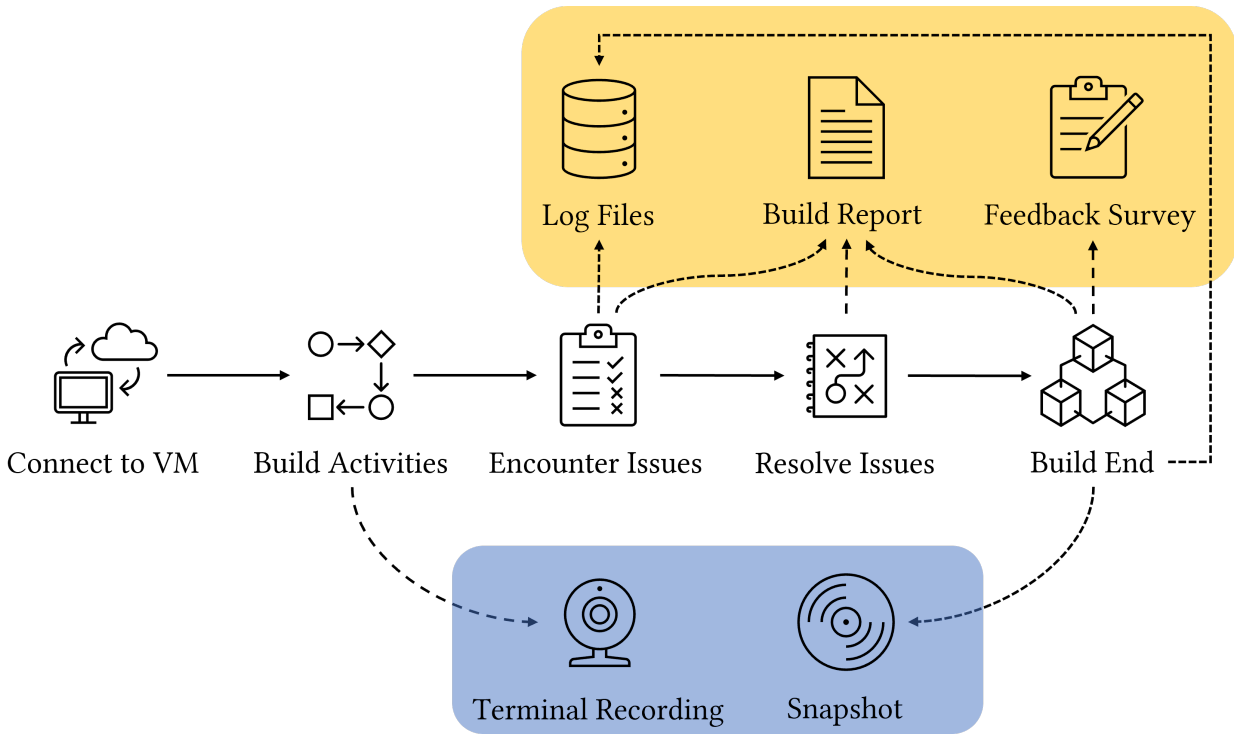 Log Files
Build Report
Feedback Survey
Connect to VM
Build Activities
Encounter Issues
Resolve Issues
Build End
Terminal Recording
Snapshot